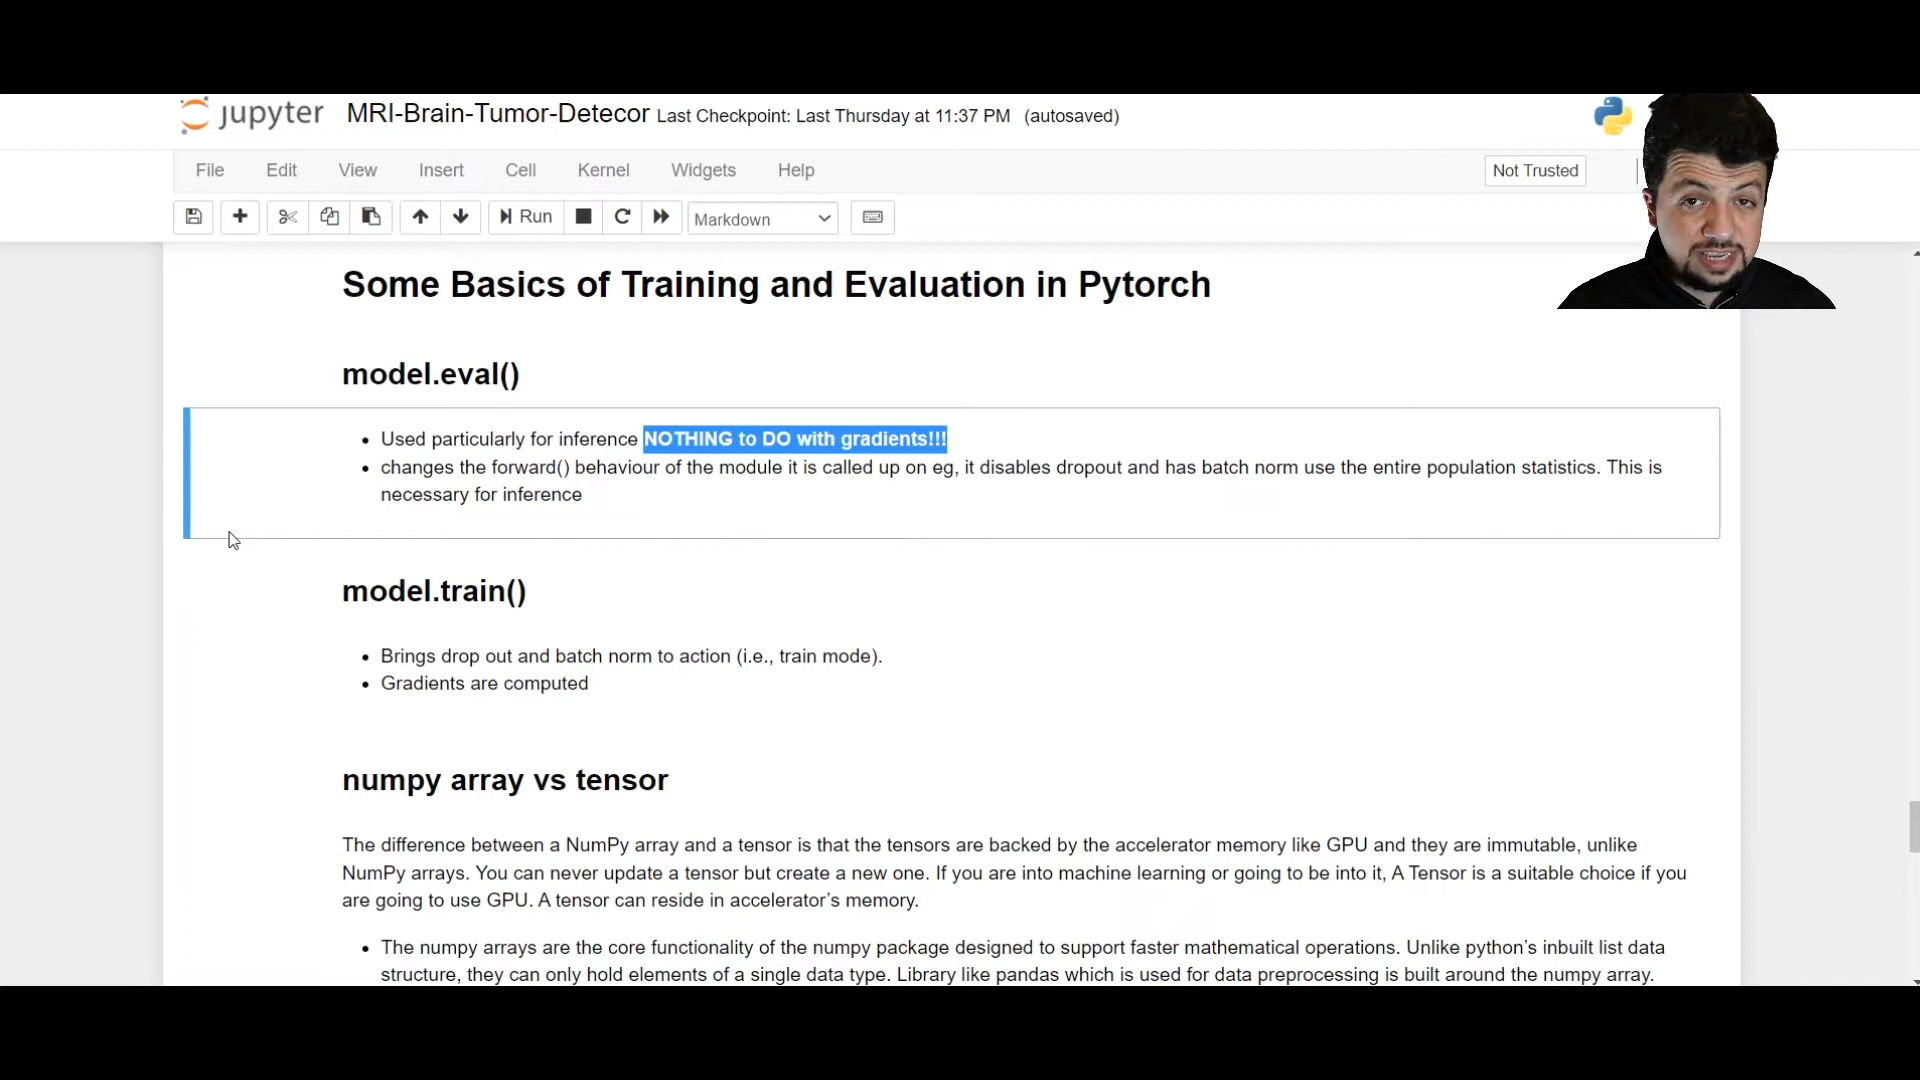 jupyter MRI-Brain-Tumor-Detecor Last Checkpoint: Last Thursday at 11:37 PM (autosaved)
File Edit View Insert Cell Kernel Widgets Help Not Trusted
Run Markdown
Some Basics of Training and Evaluation in Pytorch
model.eval()
• Used particularly for inference NOTHING to DO with gradients!!!
• changes the forward() behaviour of the module it is called up on eg, it disables dropout and has batch norm use the entire population statistics. This is
necessary for inference
model.train()
• Brings drop out and batch norm to action (i.e., train mode).
• Gradients are computed
numpy array vs tensor
The difference between a NumPy array and a tensor is that the tensors are backed by the accelerator memory like GPU and they are immutable, unlike
NumPy arrays. You can never update a tensor but create a new one. If you are into machine learning or going to be into it, A Tensor is a suitable choice if you
are going to use GPU. A tensor can reside in accelerator’s memory.
• The numpy arrays are the core functionality of the numpy package designed to support faster mathematical operations. Unlike python’s inbuilt list data
structure, they can only hold elements of a single data type. Library like pandas which is used for data preprocessing is built around the numpy array.